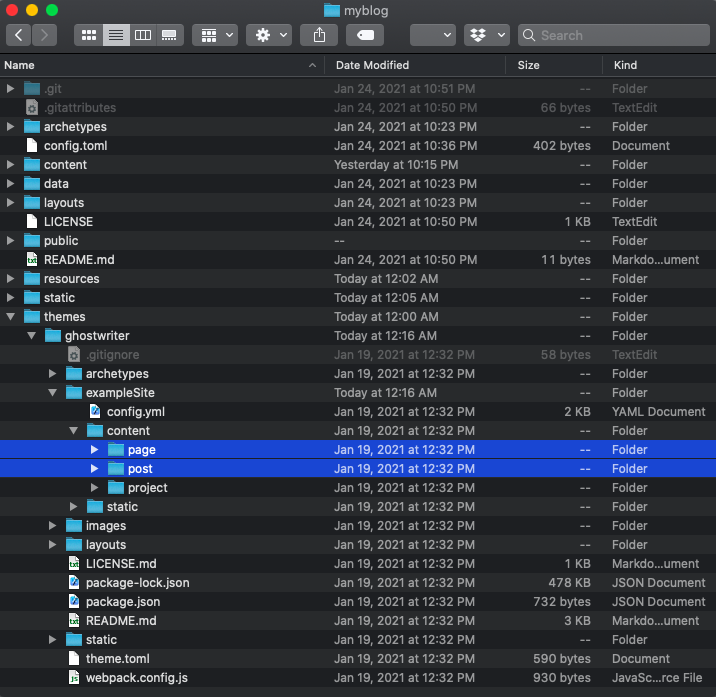 myblog
Search
Name Date Modified Size Kind
.git Jan 24, 2021 at 10:51 PM -- Folder
.gitattributes Jan 24, 2021 at 10:50 PM 66 bytes TextEdit
archetypes Jan 24, 2021 at 10:23 PM -- Folder
config.toml Jan 24, 2021 at 10:36 PM 402 bytes Document
content Yesterday at 10:15 PM -- Folder
data Jan 24, 2021 at 10:23 PM -- Folder
layouts Jan 24, 2021 at 10:23 PM -- Folder
LICENSE Jan 24, 2021 at 10:50 PM 1 KB TextEdit
public -- -- Folder
README.md Jan 24, 2021 at 10:50 PM 11 bytes Markdo...ument
resources Today at 12:02 AM -- Folder
static Today at 12:05 AM -- Folder
themes Today at 12:00 AM -- Folder
ghostwriter Today at 12:16 AM -- Folder
.gitignore Jan 19, 2021 at 12:32 PM 58 bytes TextEdit
archetypes Jan 19, 2021 at 12:32 PM -- Folder
exampleSite Today at 12:16 AM -- Folder
config.yml Jan 19, 2021 at 12:32 PM 2 KB YAML Document
content Jan 19, 2021 at 12:32 PM -- Folder
page Jan 19, 2021 at 12:32 PM -- Folder
post Jan 19, 2021 at 12:32 PM -- Folder
project Jan 19, 2021 at 12:32 PM -- Folder
static Jan 19, 2021 at 12:32 PM -- Folder
images Jan 19, 2021 at 12:32 PM -- Folder
layouts Jan 19, 2021 at 12:32 PM -- Folder
LICENSE.md Jan 19, 2021 at 12:32 PM 1 KB Markdo...ument
package-lock.json Jan 19, 2021 at 12:32 PM 478 KB JSON Document
package.json Jan 19, 2021 at 12:32 PM 732 bytes JSON Document
README.md Jan 19, 2021 at 12:32 PM 3 KB Markdo...ument
static Jan 19, 2021 at 12:32 PM -- Folder
theme.toml Jan 19, 2021 at 12:32 PM 590 bytes Document
webpack.config.js Jan 19, 2021 at 12:32 PM 930 bytes JavaSc...rce File